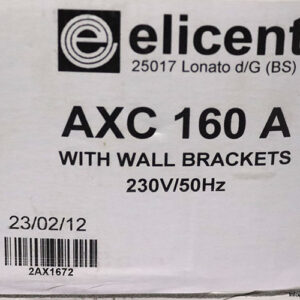 elicent
25017 Lonato d/G (BS)
AXC 160 A
WITH WALL BRACKETS
230V/50Hz
23/02/12
2AX1672